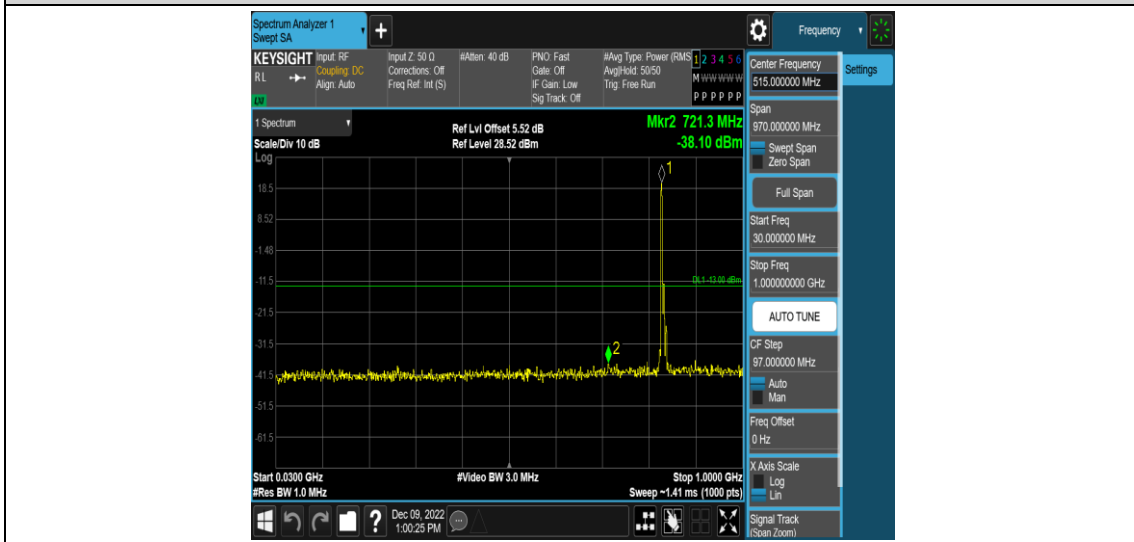 Spectrum Analyzer 1
Swept SA
+
Frequency
KEYSIGHT
RL
LXI
Input: RF
Coupling: DC
Align: Auto
Input Z: 50 Ω
Corrections: Off
Freq Ref: Int (S)
#Atten: 40 dB
PNO: Fast
Gate: Off
IF Gain: Low
Sig Track: Off
#Avg Type: Power (RMS
Avg|Hold: 50/50
Trig: Free Run
1 2 3 4 5 6
M W W W W W
P P P P P P
1 Spectrum
Scale/Div 10 dB
Ref Lvl Offset 5.52 dB
Ref Level 28.52 dBm
Mkr2 721.3 MHz
-38.10 dBm
Log
1
18.5
8.52
-1.48
-11.5
DL1 -13.00 dBm
-21.5
-31.5
2
-41.5
-51.5
-61.5
Start 0.0300 GHz
#Video BW 3.0 MHz
Stop 1.0000 GHz
#Res BW 1.0 MHz
Sweep ~1.41 ms (1000 pts)
?
Dec 09, 2022
1:00:25 PM
Center Frequency
515.000000 MHz
Settings
Span
970.000000 MHz
Swept Span
Zero Span
Full Span
Start Freq
30.000000 MHz
Stop Freq
1.000000000 GHz
AUTO TUNE
CF Step
97.000000 MHz
Auto
Man
Freq Offset
0 Hz
X Axis Scale
Log
Lin
Signal Track
(Span Zoom)